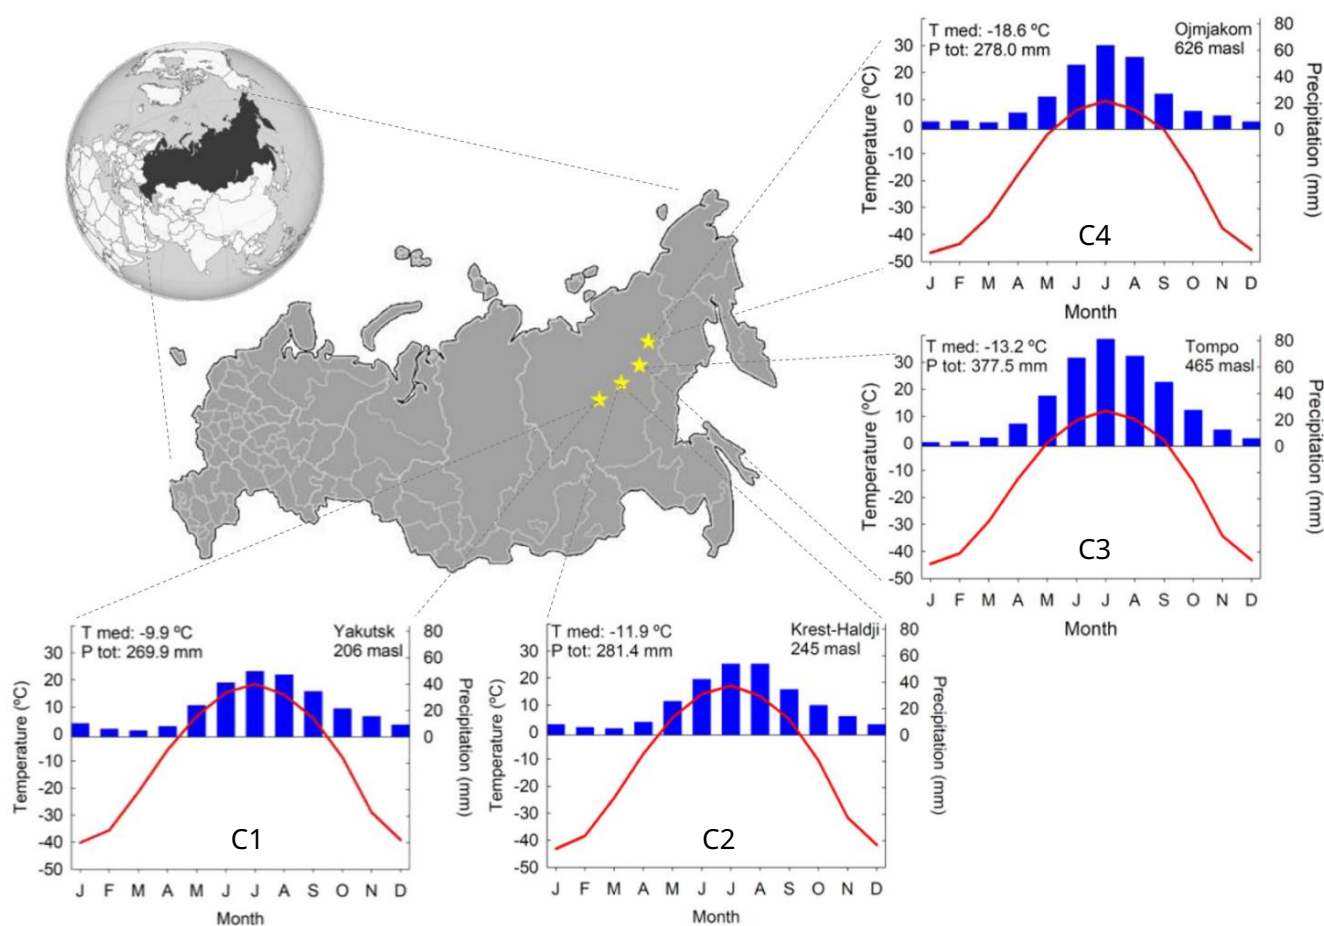 T med: -18.6 ºC
P tot: 278.0 mm
Ojmjakom
626 masl
30
20
10
0
-10
-20
-30
-40
-50
80
60
40
20
0
Temperature (ºC)
Precipitation (mm)
C4
J F M A M J J A S O N D
Month
T med: -13.2 ºC
P tot: 377.5 mm
Tompo
465 masl
30
20
10
0
-10
-20
-30
-40
-50
80
60
40
20
0
Temperature (ºC)
Precipitation (mm)
C3
J F M A M J J A S O N D
Month
T med: -9.9 ºC
P tot: 269.9 mm
Yakutsk
206 masl
30
20
10
0
-10
-20
-30
-40
-50
80
60
40
20
0
Temperature (ºC)
Precipitation (mm)
C1
J F M A M J J A S O N D
Month
T med: -11.9 ºC
P tot: 281.4 mm
Krest-Haldji
245 masl
30
20
10
0
-10
-20
-30
-40
-50
80
60
40
20
0
Temperature (ºC)
Precipitation (mm)
C2
J F M A M J J A S O N D
Month